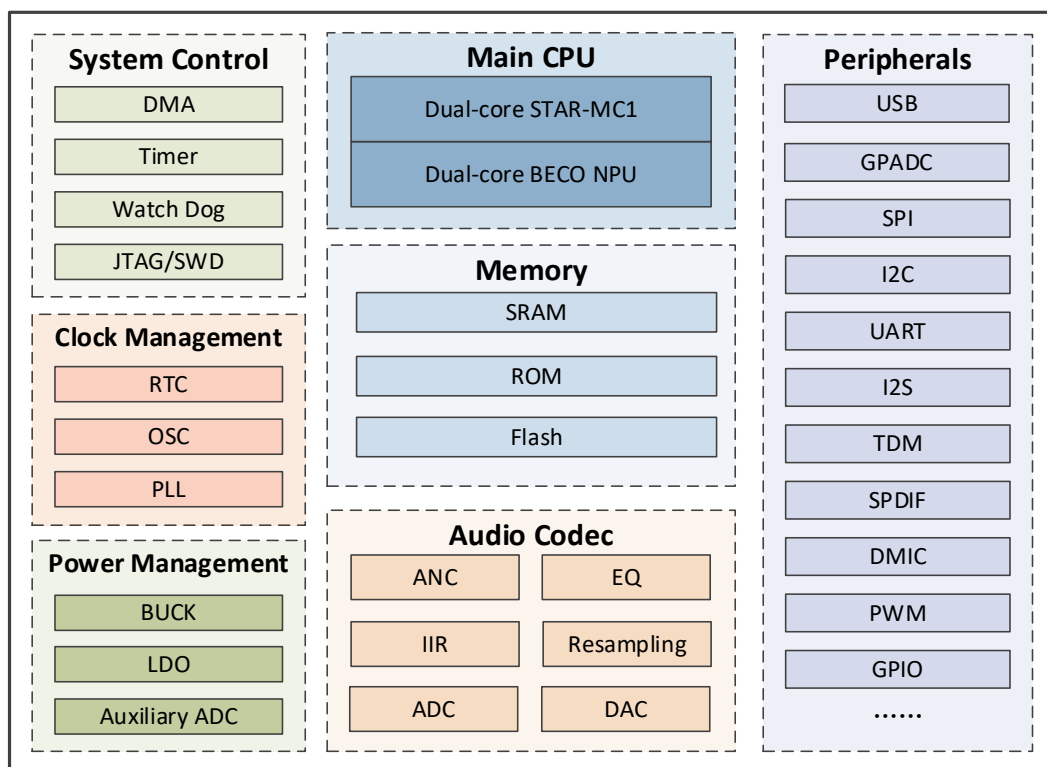 System Control
DMA
Timer
Watch Dog
JTAG/SWD
Clock Management
RTC
OSC
PLL
Power Management
BUCK
LDO
Auxiliary ADC
Main CPU
Dual-core STAR-MC1
Dual-core BECO NPU
Memory
SRAM
ROM
Flash
Audio Codec
ANC
EQ
IIR
Resampling
ADC
DAC
Peripherals
USB
GPADC
SPI
I2C
UART
I2S
TDM
SPDIF
DMIC
PWM
GPIO
......